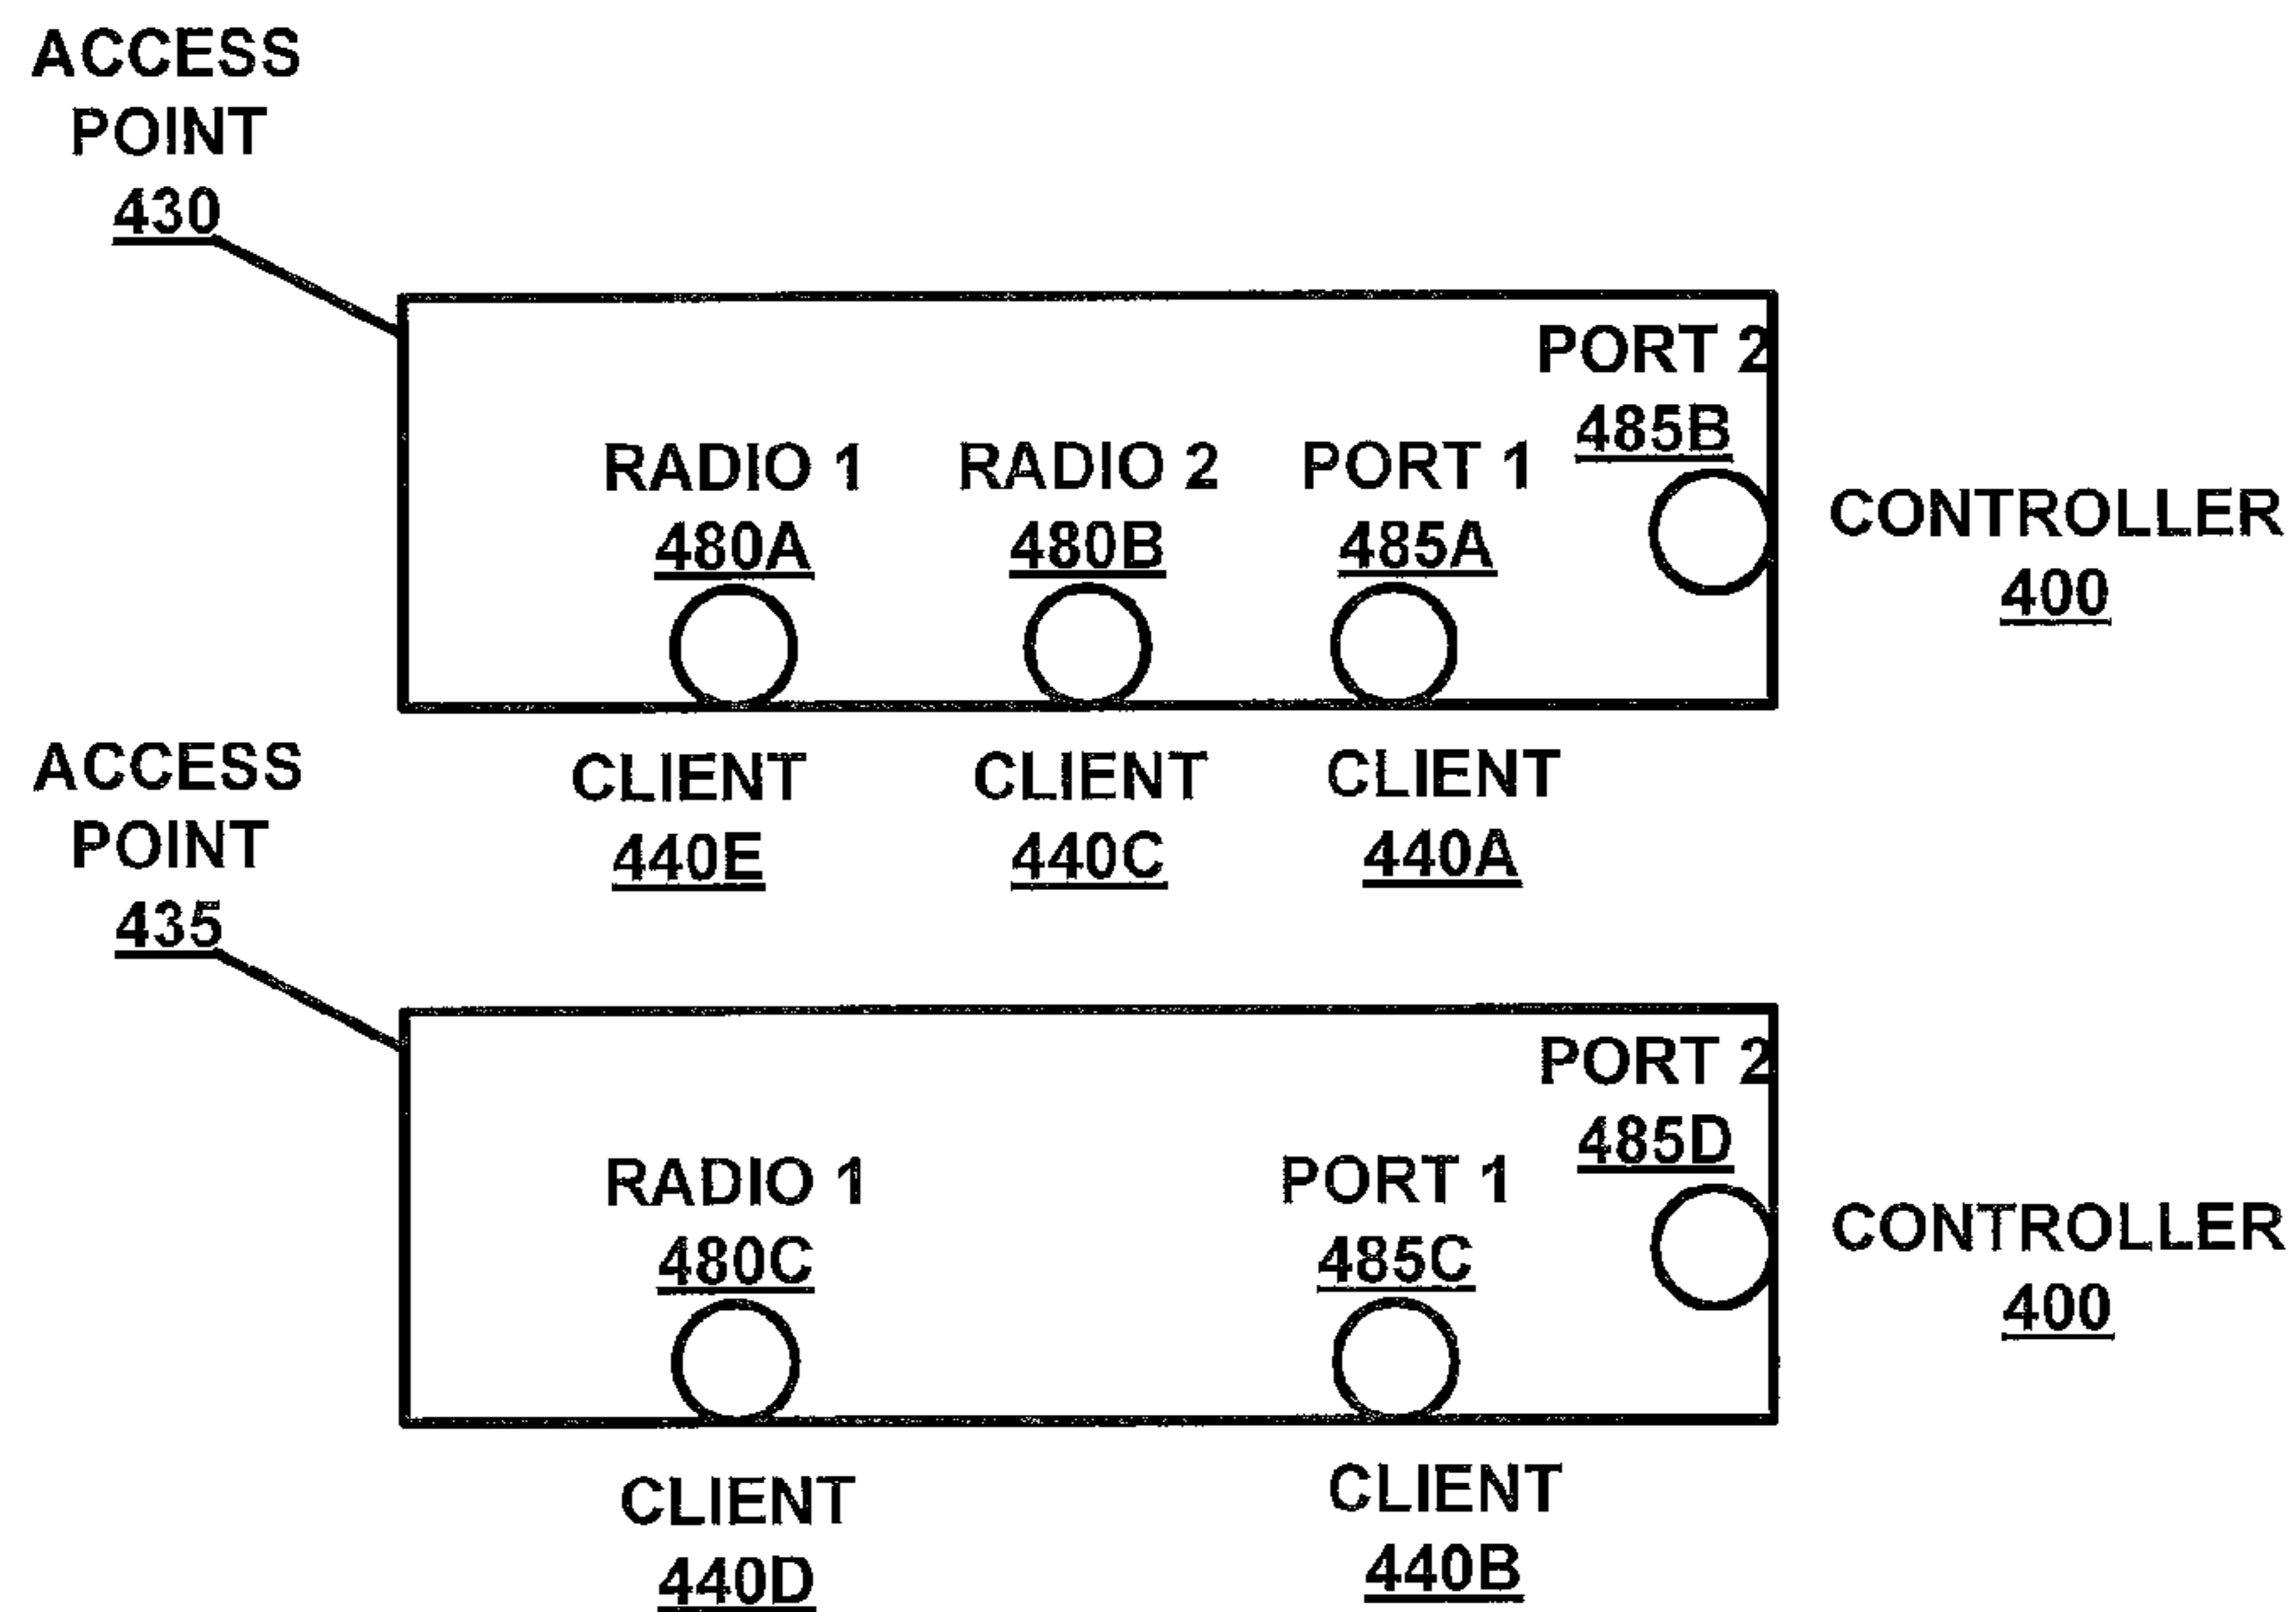 ACCESS
POINT
430
PORT 2
485B
RADIO 1
480A
RADIO 2
480B
PORT 1
485A
CONTROLLER
400
CLIENT
440E
CLIENT
440C
CLIENT
440A
ACCESS
POINT
435
PORT 2
485D
RADIO 1
480C
PORT 1
485C
CONTROLLER
400
CLIENT
440D
CLIENT
440B